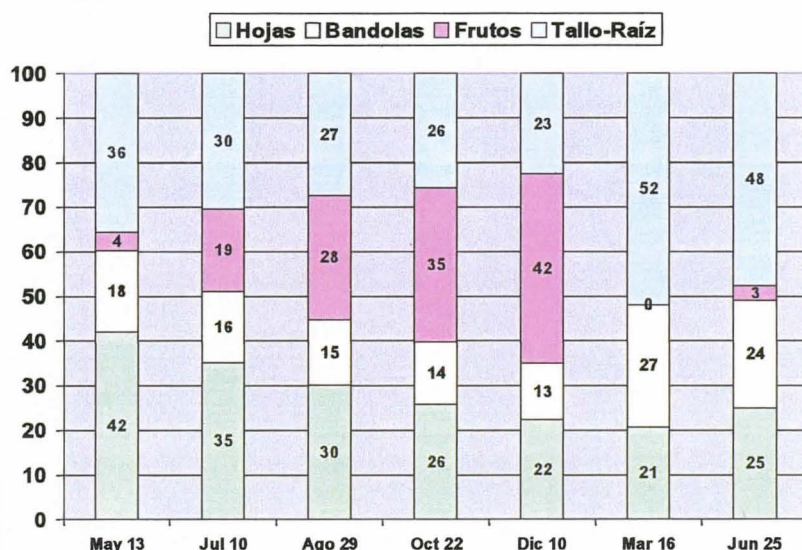 Hojas Bandolas Frutos Tallo-Raíz
100
90
80
70
60
50
40
30
20
10
0
36 30 27 26 23 52 48
4 19 28 35 42 0 3
18 16 15 14 13 27 24
42 35 30 26 22 21 25
May 13 Jul 10 Ago 29 Oct 22 Dic 10 Mar 16 Jun 25